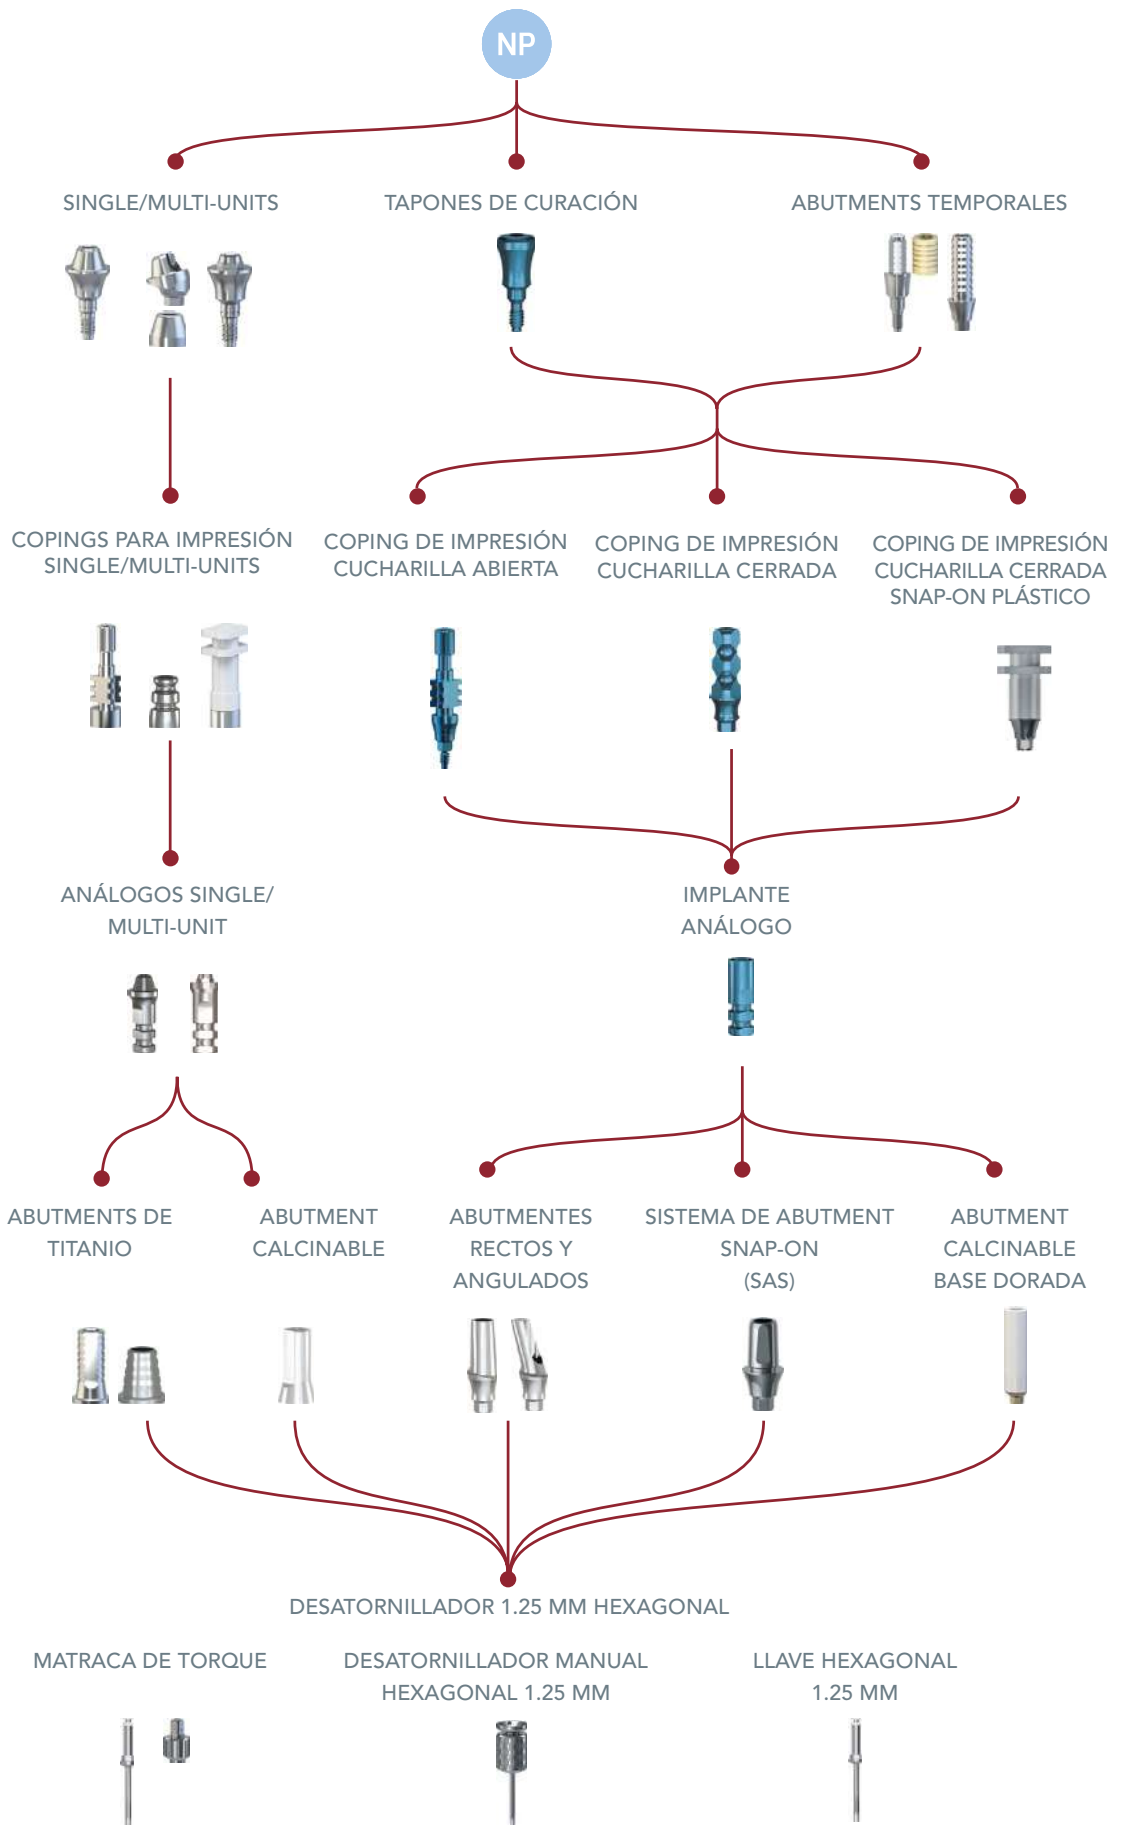 NP
SINGLE/MULTI-UNITS
TAPONES DE CURACIÓN
ABUTMENTS TEMPORALES
COPINGS PARA IMPRESIÓN
SINGLE/MULTI-UNITS
COPING DE IMPRESIÓN
CUCHARILLA ABIERTA
COPING DE IMPRESIÓN
CUCHARILLA CERRADA
COPING DE IMPRESIÓN
CUCHARILLA CERRADA
SNAP-ON PLÁSTICO
ANÁLOGOS SINGLE/
MULTI-UNIT
IMPLANTE
ANÁLOGO
ABUTMENTS DE
TITANIO
ABUTMENT
CALCINABLE
ABUTMENTES
RECTOS Y
ANGULADOS
SISTEMA DE ABUTMENT
SNAP-ON
(SAS)
ABUTMENT
CALCINABLE
BASE DORADA
DESATORNILLADOR 1.25 MM HEXAGONAL
MATRACA DE TORQUE
DESATORNILLADOR MANUAL
HEXAGONAL 1.25 MM
LLAVE HEXAGONAL
1.25 MM